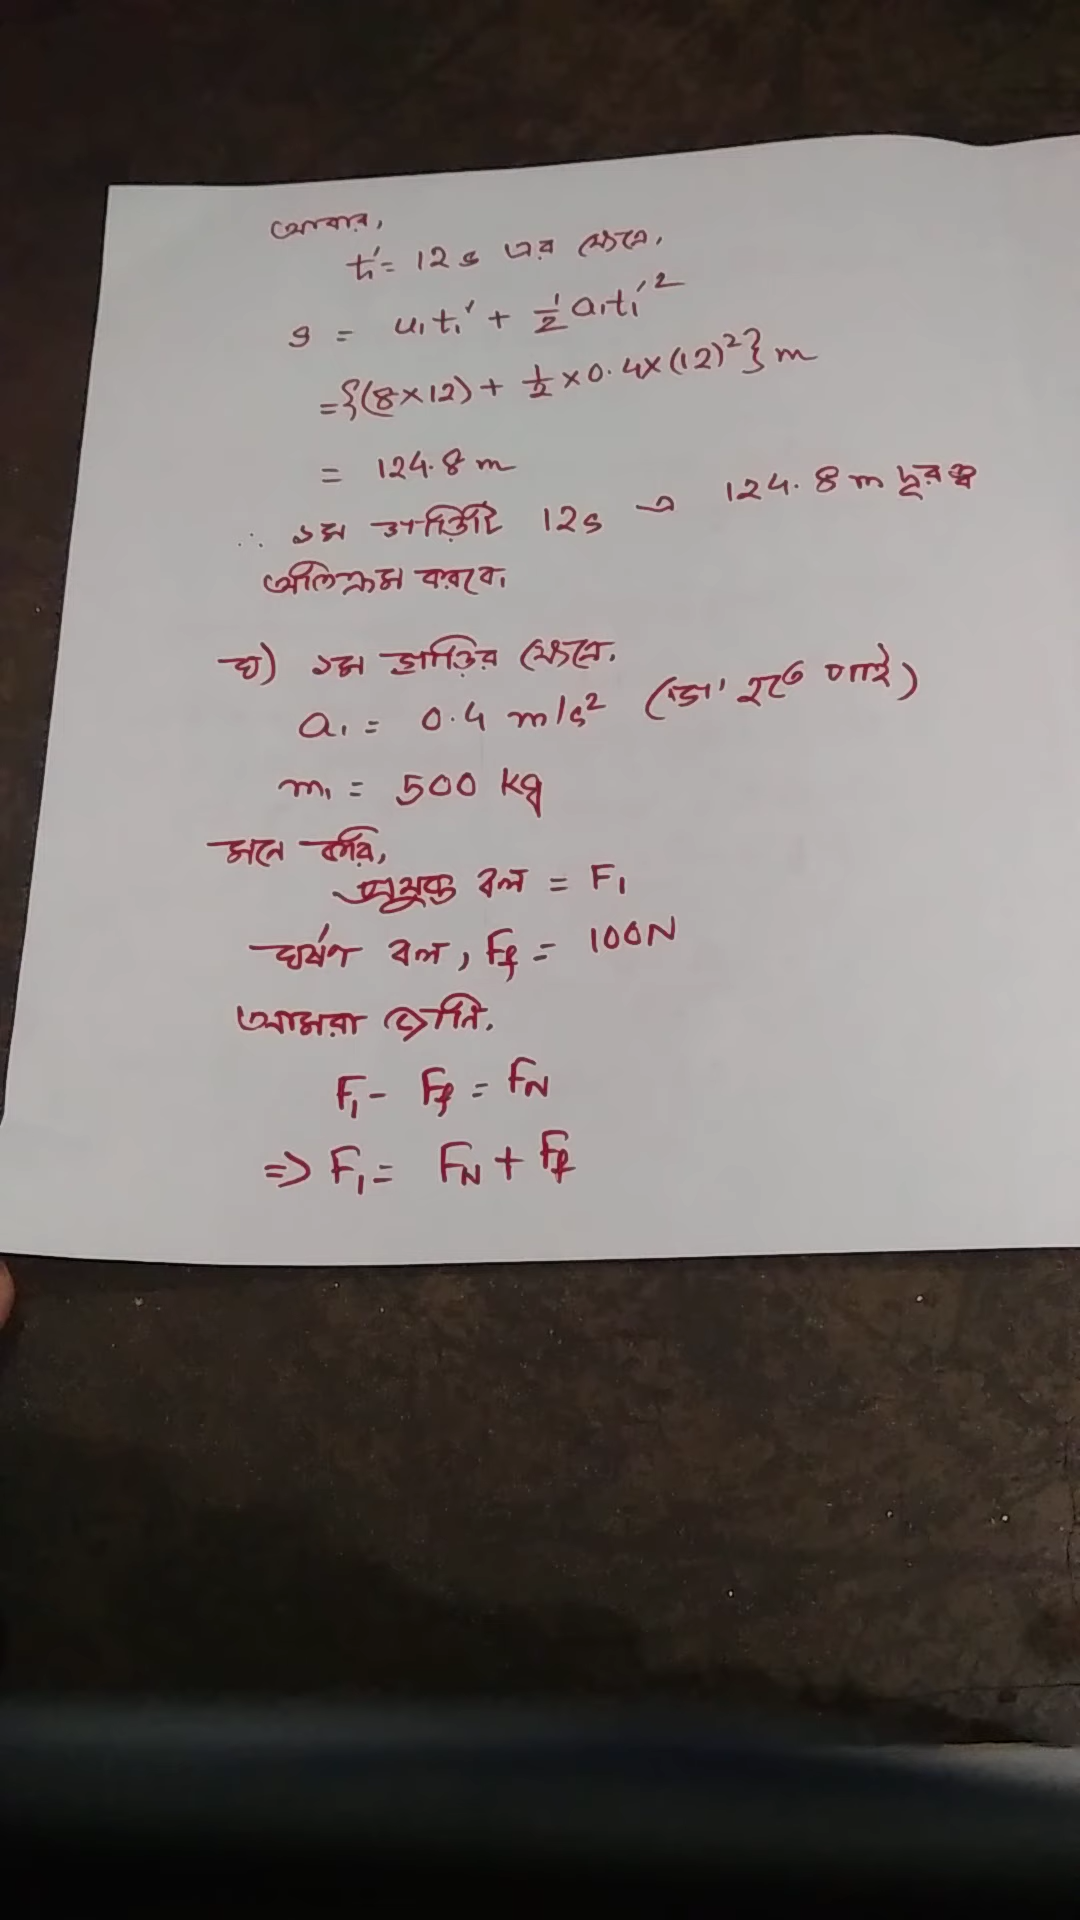 আবার,
t₁' = 12s এর ক্ষেত্রে,
s = u₁t₁' + ½ a₁t₁'²
= {(8×12) + ½ × 0.4 × (12)²} m
= 124.8 m
∴ ১ম গাড়িটি 12s এ 124.8 m দূরত্ব
অতিক্রম করবে।
ঘ) ১ম গাড়ির ক্ষেত্রে,
a₁ = 0.4 m/s² ('গ' হতে পাই)
m₁ = 500 kg
মনে করি,
প্রযুক্ত বল = F₁
ঘর্ষণ বল, Ff = 100N
আমরা জানি,
F₁ - Ff = FN
=> F₁ = FN + Ff